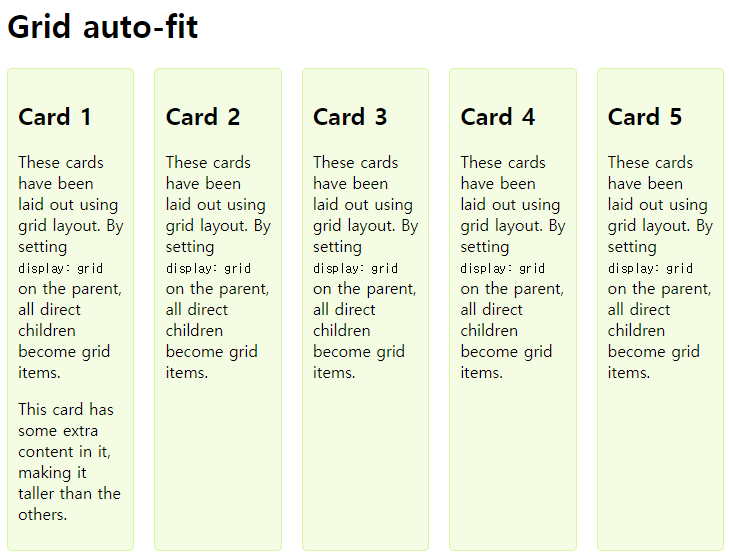 Grid auto-fit
Card 1
These cards
have been
laid out using
grid layout. By
setting
display: grid
on the parent,
all direct
children
become grid
items.
This card has
some extra
content in it,
making it
taller than the
others.
Card 2
These cards
have been
laid out using
grid layout. By
setting
display: grid
on the parent,
all direct
children
become grid
items.
Card 3
These cards
have been
laid out using
grid layout. By
setting
display: grid
on the parent,
all direct
children
become grid
items.
Card 4
These cards
have been
laid out using
grid layout. By
setting
display: grid
on the parent,
all direct
children
become grid
items.
Card 5
These cards
have been
laid out using
grid layout. By
setting
display: grid
on the parent,
all direct
children
become grid
items.